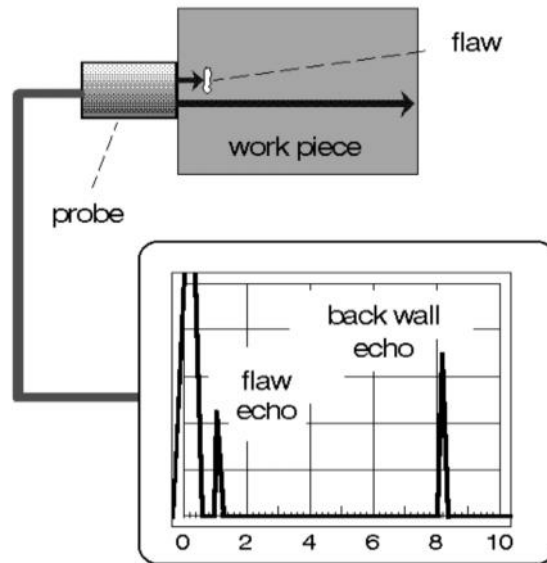 flaw
work piece
probe
back wall
echo
flaw
echo
0 2 4 6 8 10